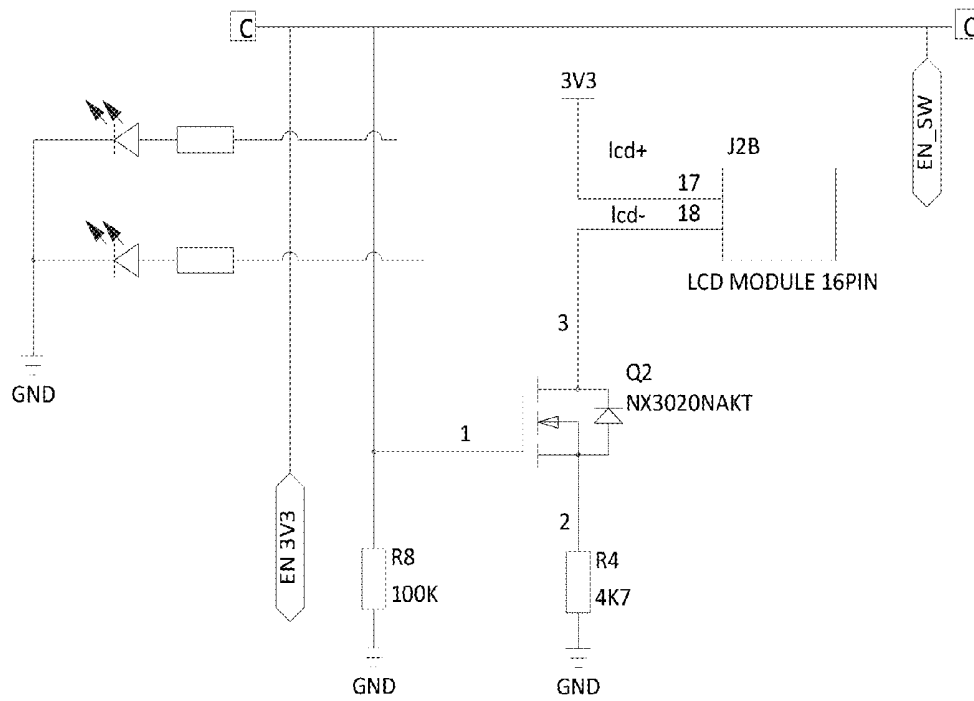 C
C
3V3
EN_SW
lcd+
J2B
17
lcd-
18
LCD MODULE 16PIN
3
GND
Q2
NX3020NAKT
1
EN 3V3
2
R8
100K
R4
4K7
GND
GND